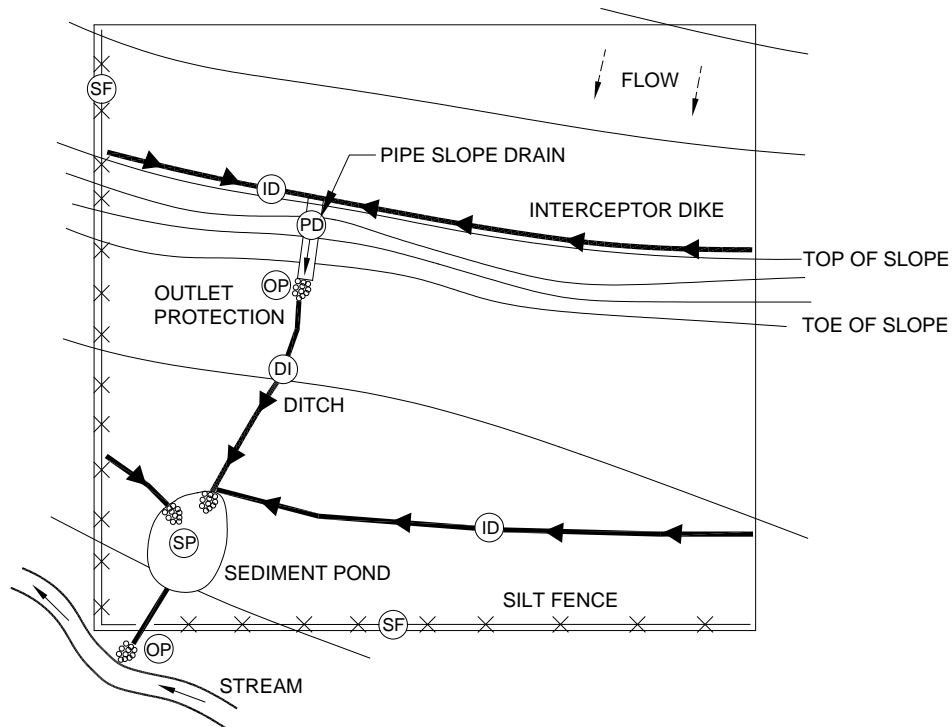 FLOW
SF
PIPE SLOPE DRAIN
ID
INTERCEPTOR DIKE
PD
TOP OF SLOPE
OP
OUTLET
PROTECTION
TOE OF SLOPE
DI
DITCH
ID
SP
SEDIMENT POND
SILT FENCE
SF
OP
STREAM